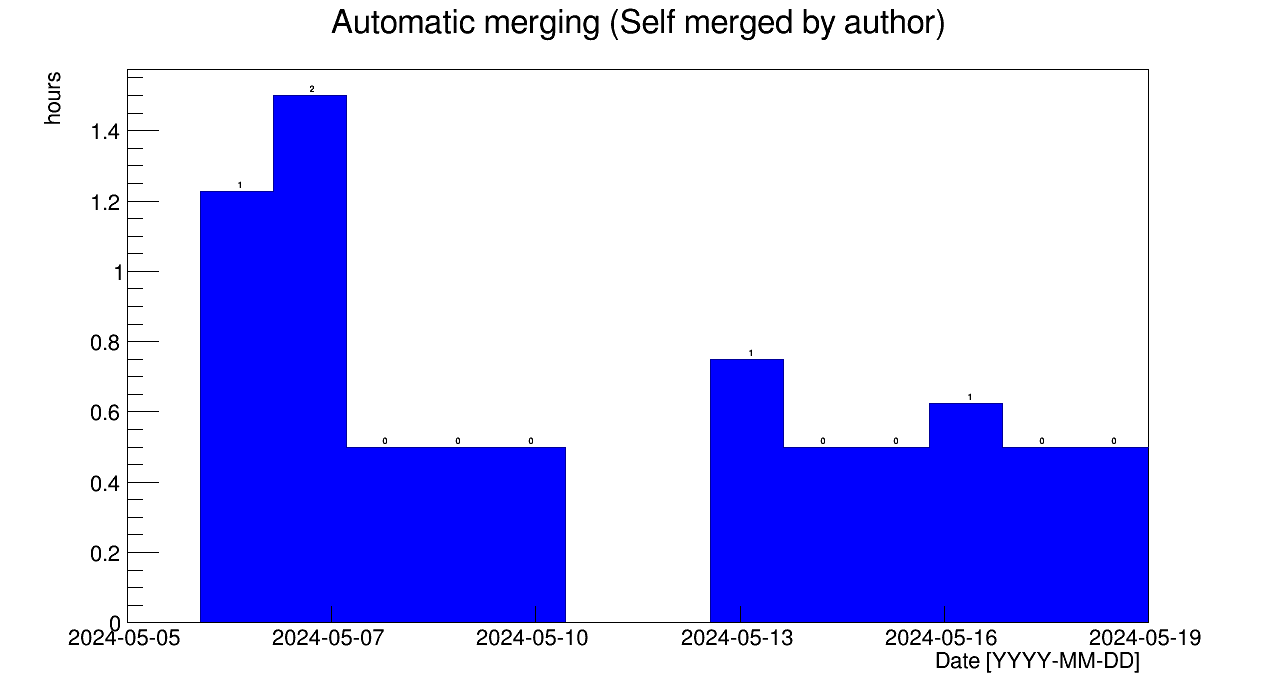 Automatic merging (Self merged by author)
hours
1.4
1.2
1
0.8
0.6
0.4
0.2
0
2
1
0 0 0
1
0 0
1
0 0
2024-05-05 2024-05-07 2024-05-10 2024-05-13 2024-05-16 2024-05-19
Date [YYYY-MM-DD]